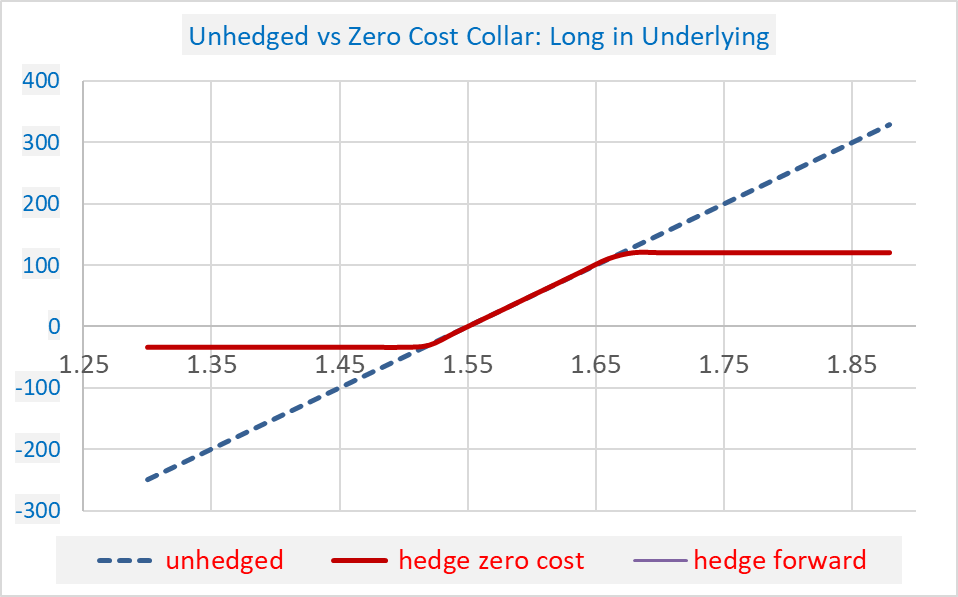 Unhedged vs Zero Cost Collar: Long in Underlying
400
300
200
100
0
1.25 1.35 1.45 1.55 1.65 1.75 1.85
-100
-200
-300
unhedged hedge zero cost hedge forward